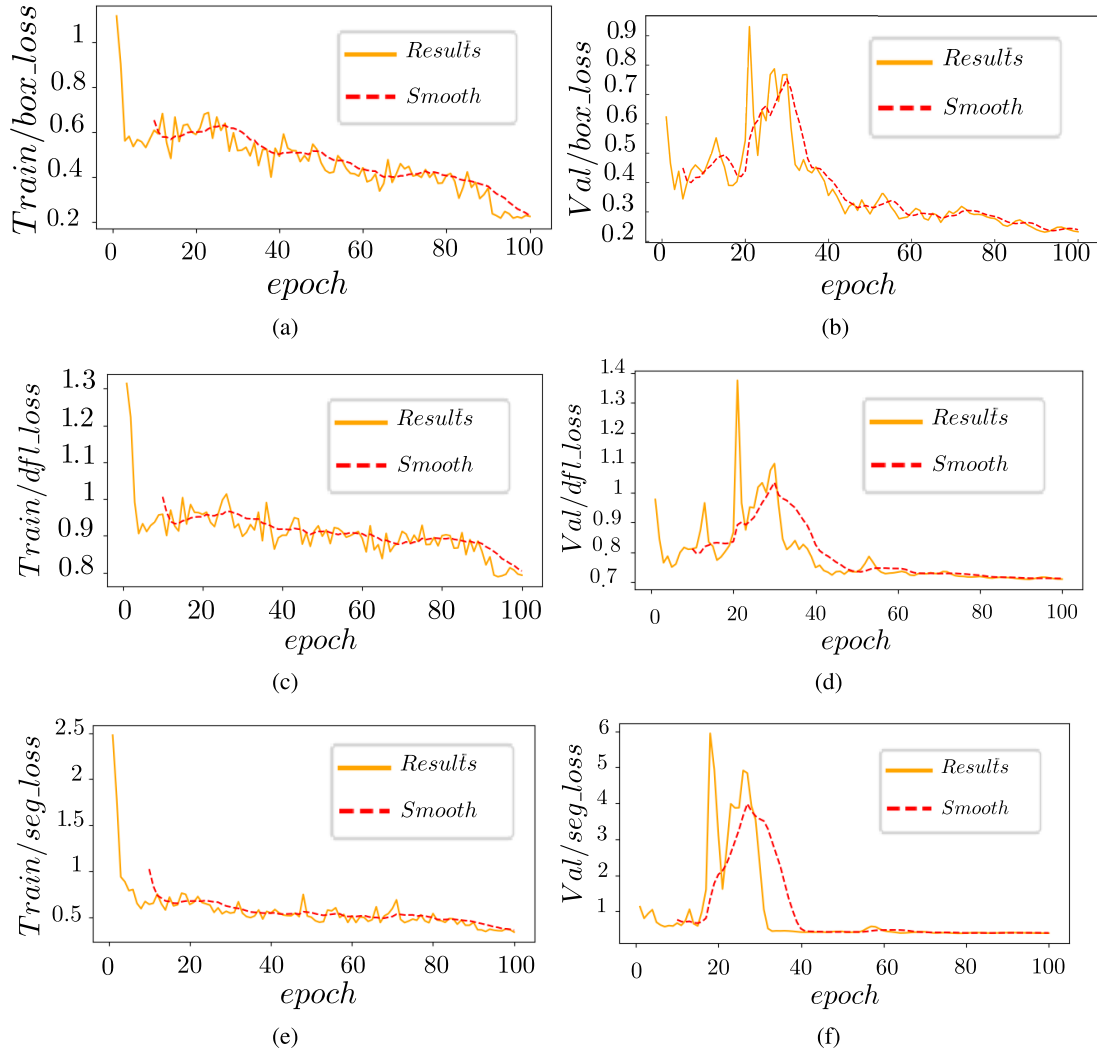 Train/box_loss
1
0.8
0.6
0.4
0.2
Results
Smooth
0 20 40 60 80 100
epoch
(a)
Val/box_loss
0.9
0.8
0.7
0.6
0.5
0.4
0.3
0.2
Results
Smooth
0 20 40 60 80 100
epoch
(b)
Train/dfl_loss
1.3
1.2
1.1
1
0.9
0.8
Results
Smooth
0 20 40 60 80 100
epoch
(c)
Val/dfl_loss
1.4
1.3
1.2
1.1
1
0.9
0.8
0.7
Results
Smooth
0 20 40 60 80 100
epoch
(d)
Train/seg_loss
2.5
2
1.5
1
0.5
Results
Smooth
0 20 40 60 80 100
epoch
(e)
Val/seg_loss
6
5
4
3
2
1
Results
Smooth
0 20 40 60 80 100
epoch
(f)